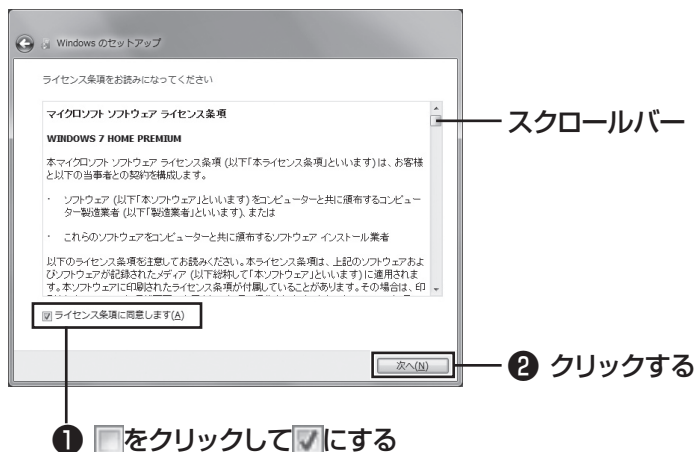 Windows のセットアップ
ライセンス条項をお読みになってください
マイクロソフト ソフトウェア ライセンス条項
WINDOWS 7 HOME PREMIUM
本マイクロソフト ソフトウェア ライセンス条項 (以下「本ライセンス条項」といいます) は、お客様
と以下の当事者との契約を構成します。
· ソフトウェア (以下「本ソフトウェア」といいます) をコンピューターと共に頒布するコンピュー
ター製造業者 (以下「製造業者」といいます)、または
· これらのソフトウェアをコンピューターと共に頒布するソフトウェア インストール業者
以下のライセンス条項を注意してお読みください。本ライセンス条項は、上記のソフトウェアおよ
びソフトウェアが記録されたメディア (以下総称して「本ソフトウェア」といいます) に適用されま
す。本ソフトウェアに印刷されたライセンス条項が付属していることがあります。その場合は、印
ライセンス条項に同意します(A)
次へ(N)
スクロールバー
❷ クリックする
❶ をクリックして にする